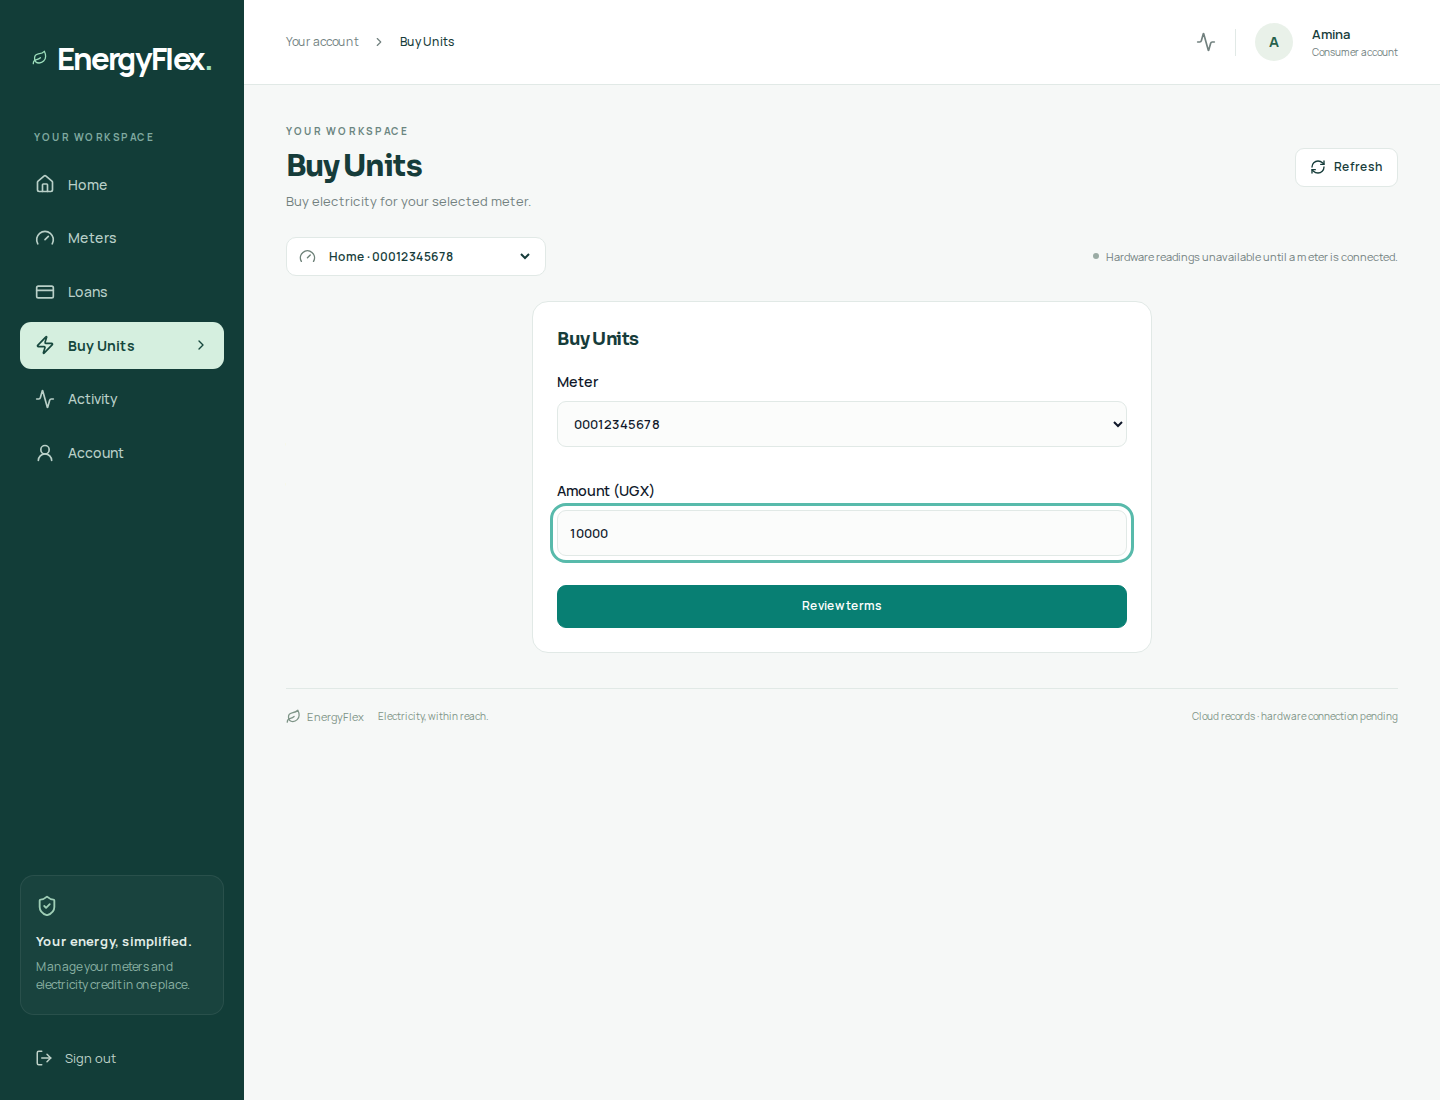 EnergyFlex.
YOUR WORKSPACE
Home
Meters
Loans
Buy Units
Activity
Account
Your energy, simplified.
Manage your meters and
electricity credit in one place.
Sign out
Your account > Buy Units
A
Amina
Consumer account
YOUR WORKSPACE
Buy Units
Buy electricity for your selected meter.
Refresh
Home · 00012345678
Hardware readings unavailable until a meter is connected.
Buy Units
Meter
00012345678
Amount (UGX)
10000
Review terms
EnergyFlex
Electricity, within reach.
Cloud records · hardware connection pending